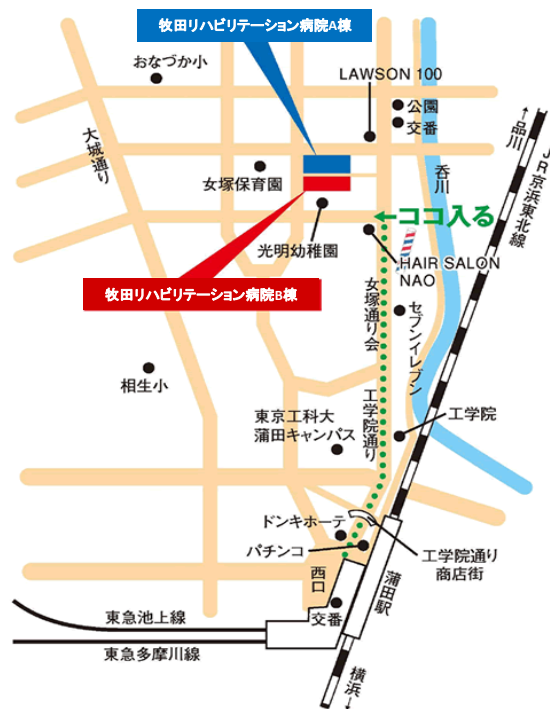 牧田リハビリテーション病院A棟
おなづか小
LAWSON 100
公園
交番
←品川
JR京浜東北線
大城通り
呑川
女塚保育園
←ココ入る
光明幼稚園
HAIR SALON
NAO
牧田リハビリテーション病院B棟
女塚通り会
セブンイレブン
相生小
工学院通り
東京工科大
蒲田キャンパス
工学院
ドンキホーテ
パチンコ
工学院通り
商店街
西口
蒲田駅
交番
東急池上線
東急多摩川線
横浜→